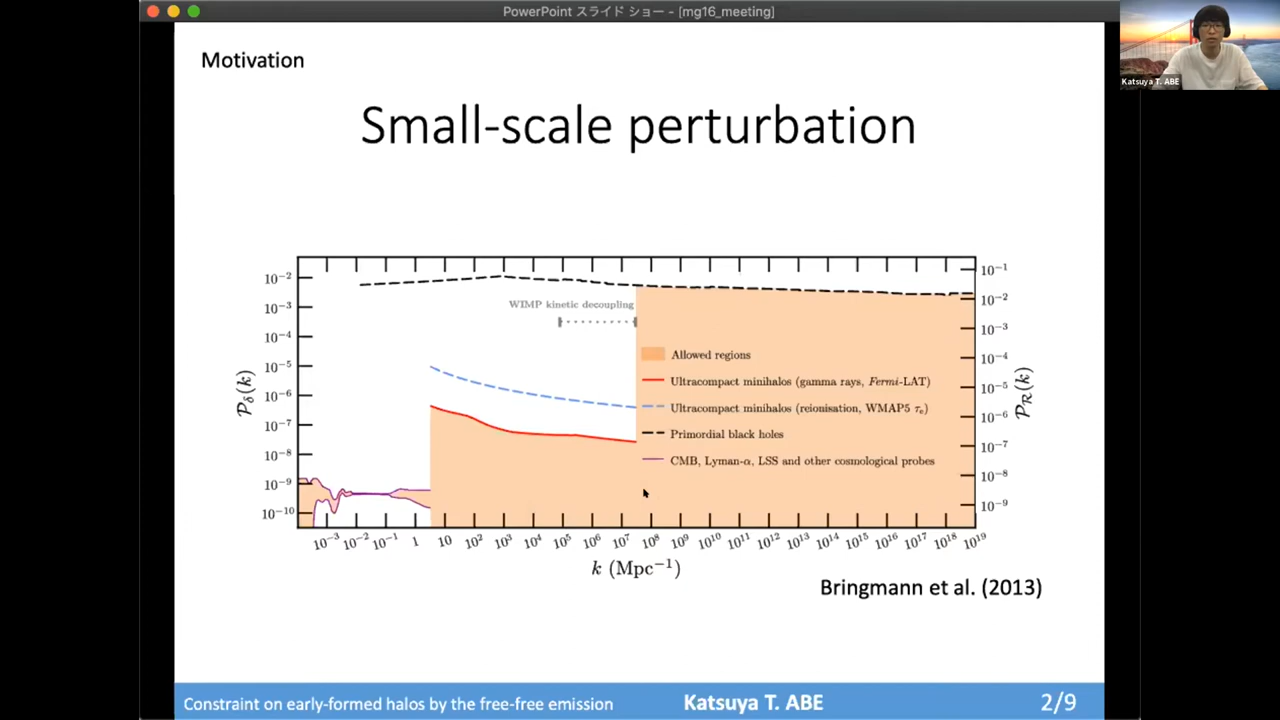 PowerPoint スライド ショー - [mg16_meeting]
Katsuya T. ABE
Motivation
Small-scale perturbation
10⁻²
10⁻³
10⁻⁴
10⁻⁵
10⁻⁶
10⁻⁷
10⁻⁸
10⁻⁹
10⁻¹⁰
𝒫δ(k)
WIMP kinetic decoupling
Allowed regions
Ultracompact minihalos (gamma rays, Fermi-LAT)
Ultracompact minihalos (reionisation, WMAP5 τₑ)
Primordial black holes
CMB, Lyman-α, LSS and other cosmological probes
10⁻¹
10⁻²
10⁻³
10⁻⁴
10⁻⁵
10⁻⁶
10⁻⁷
10⁻⁸
10⁻⁹
𝒫ℛ(k)
10⁻³ 10⁻² 10⁻¹ 1 10 10² 10³ 10⁴ 10⁵ 10⁶ 10⁷ 10⁸ 10⁹ 10¹⁰ 10¹¹ 10¹² 10¹³ 10¹⁴ 10¹⁵ 10¹⁶ 10¹⁷ 10¹⁸ 10¹⁹
k (Mpc⁻¹)
Bringmann et al. (2013)
Constraint on early-formed halos by the free-free emission Katsuya T. ABE 2/9